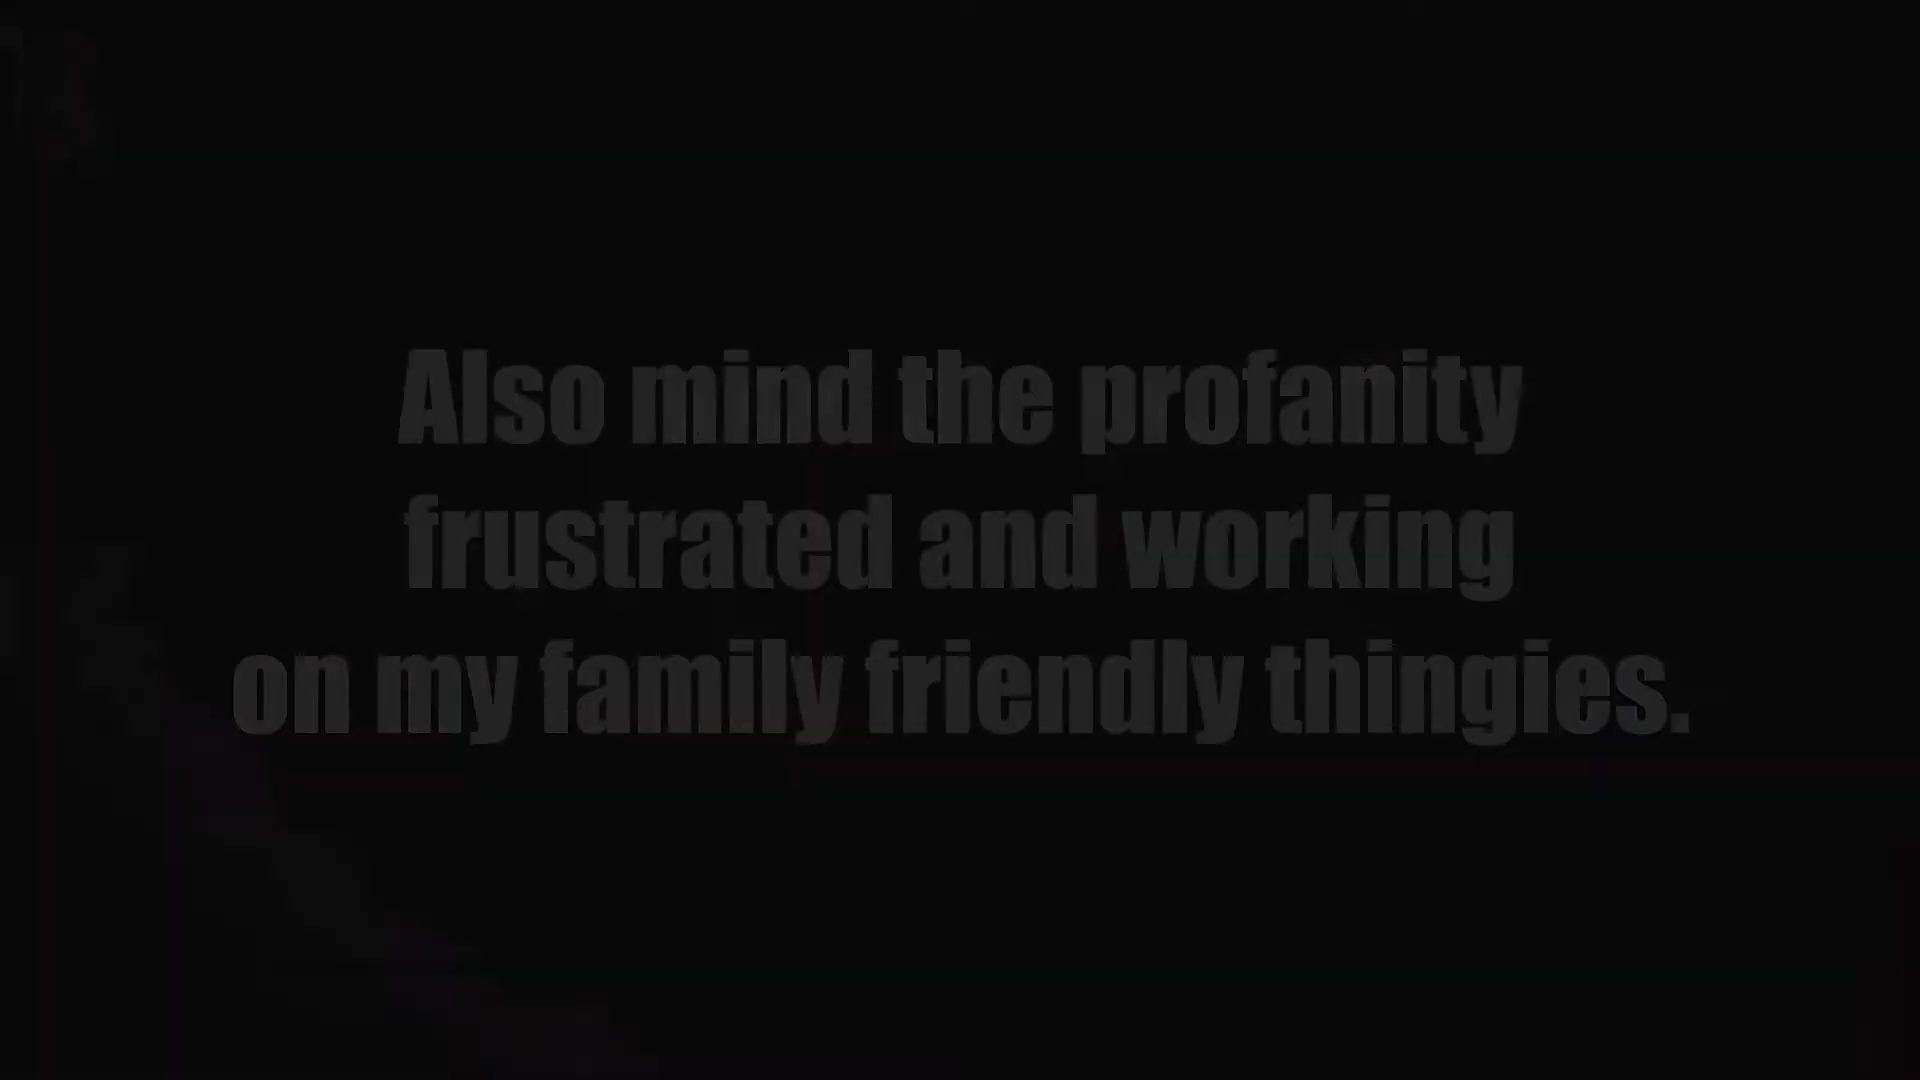 Also mind the profanity
frustrated and working
on my family friendly thingies.